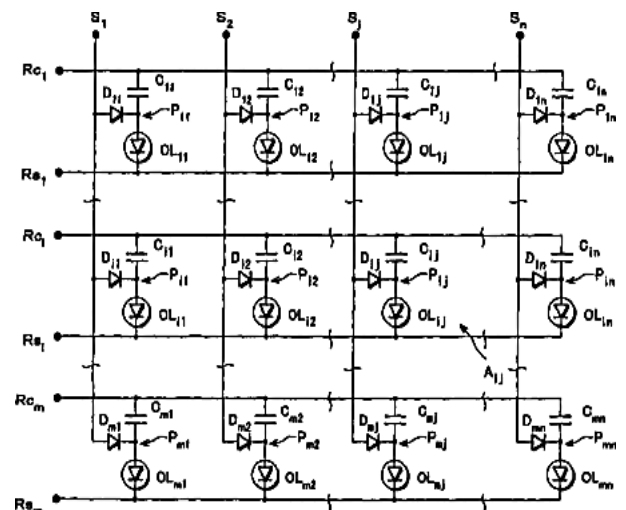 S1 S2 Sj Sn
Rc1 C11 C12 C1j C1n
D11 D12 D1j D1n
P11 P12 P1j P1n
OL11 OL12 OL1j OL1n
Rs1
Rci Ci1 Ci2 Cij Cin
Di1 Di2 Dij Din
Pi1 Pi2 Pij Pin
OLi1 OLi2 OLij OLin
Rsi
Aij
Rcm Cm1 Cm2 Cmj Cmn
Dm1 Dm2 Dmj Dmn
Pm1 Pm2 Pmj Pmn
OLm1 OLm2 OLmj OLmn
Rsm